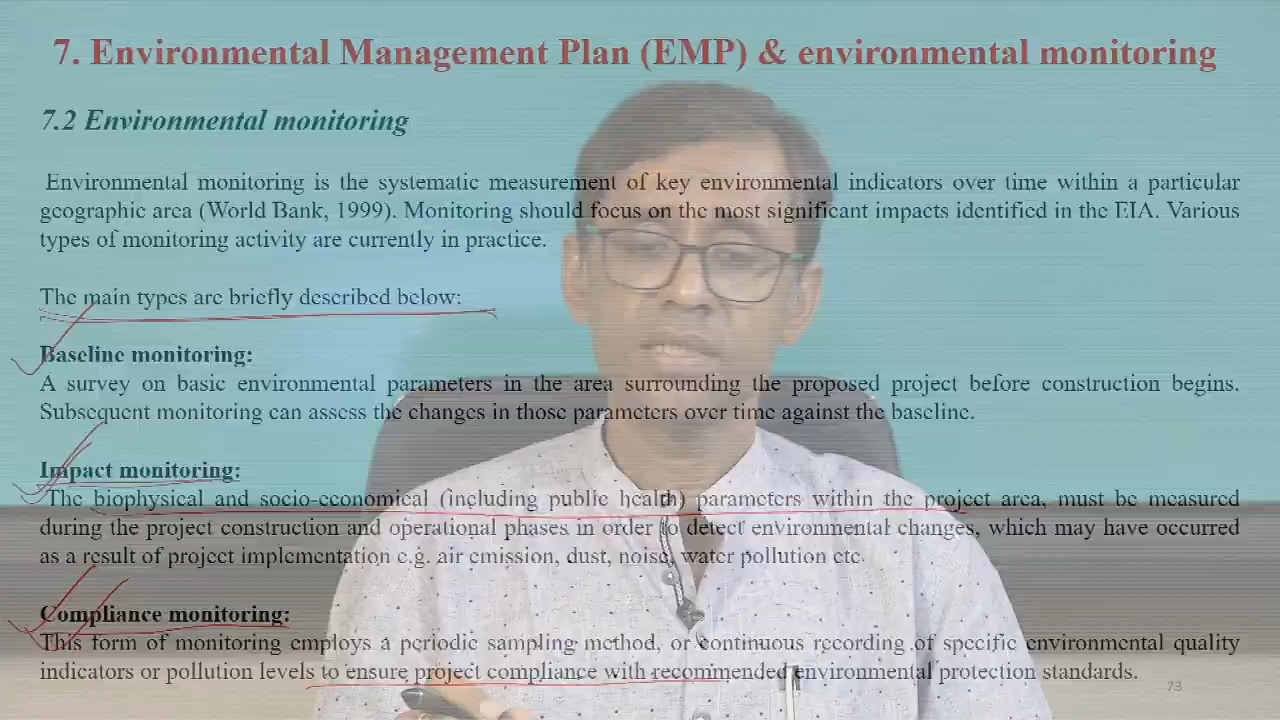 7. Environmental Management Plan (EMP) & environmental monitoring
7.2 Environmental monitoring
Environmental monitoring is the systematic measurement of key environmental indicators over time within a particular
geographic area (World Bank, 1999). Monitoring should focus on the most significant impacts identified in the EIA. Various
types of monitoring activity are currently in practice.
The main types are briefly described below:
Baseline monitoring:
A survey on basic environmental parameters in the area surrounding the proposed project before construction begins.
Subsequent monitoring can assess the changes in those parameters over time against the baseline.
Impact monitoring:
The biophysical and socio-economical (including public health) parameters within the project area, must be measured
during the project construction and operational phases in order to detect environmental changes, which may have occurred
as a result of project implementation e.g. air emission, dust, noise, water pollution etc.
Compliance monitoring:
This form of monitoring employs a periodic sampling method, or continuous recording of specific environmental quality
indicators or pollution levels to ensure project compliance with recommended environmental protection standards.
73